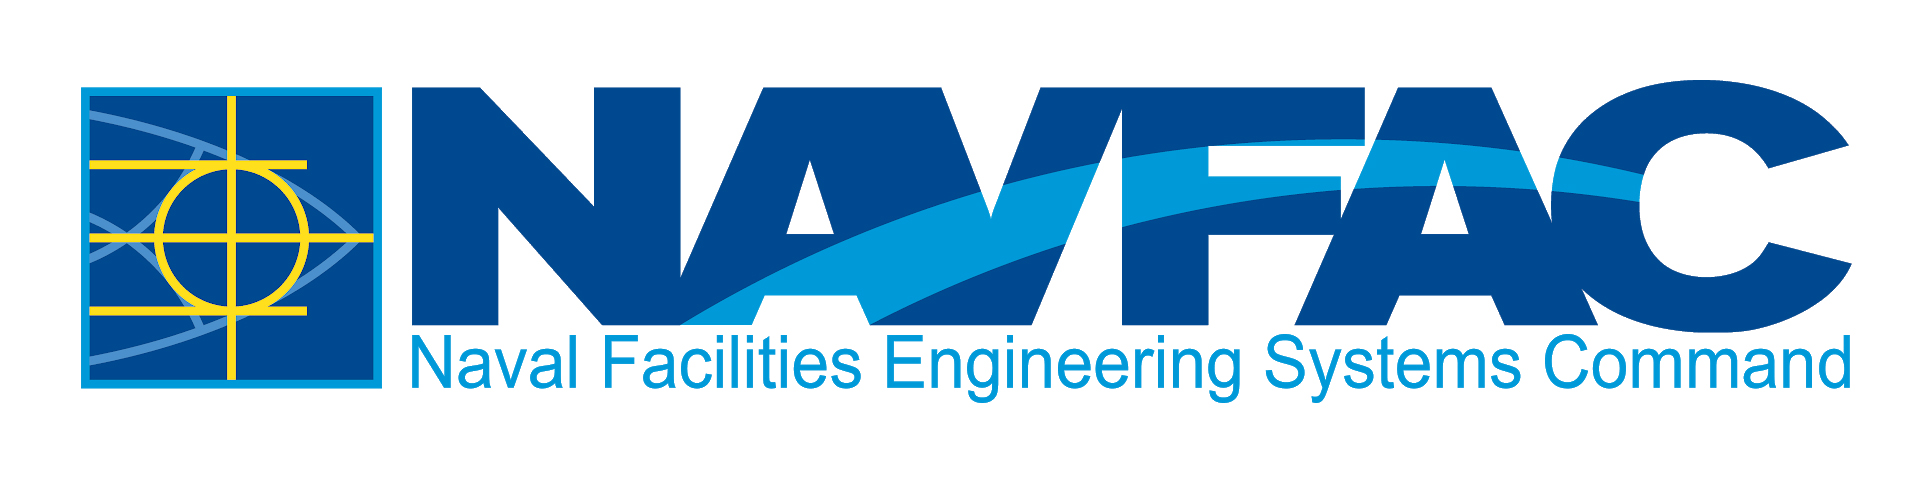 NAVFAC
Naval Facilities Engineering Systems Command